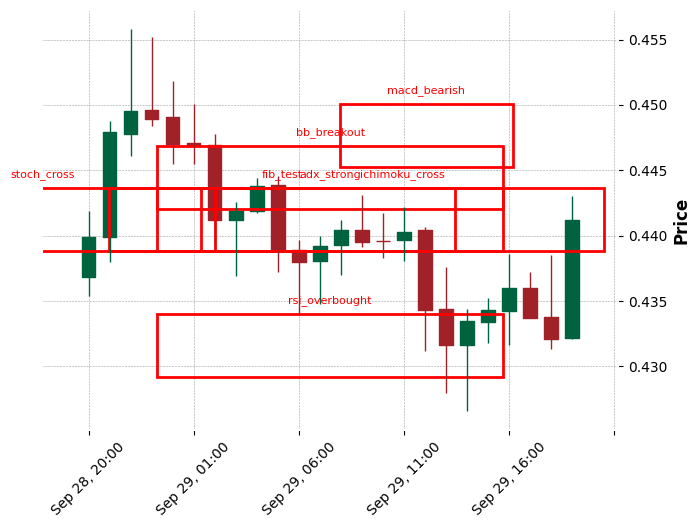 0.455
macd_bearish
0.450
bb_breakout
0.445
stoch_cross
fib_test
adx_strong
ichimoku_cross
Price
0.440
0.435
rsi_overbought
0.430
Sep 28, 20:00
Sep 29, 01:00
Sep 29, 06:00
Sep 29, 11:00
Sep 29, 16:00